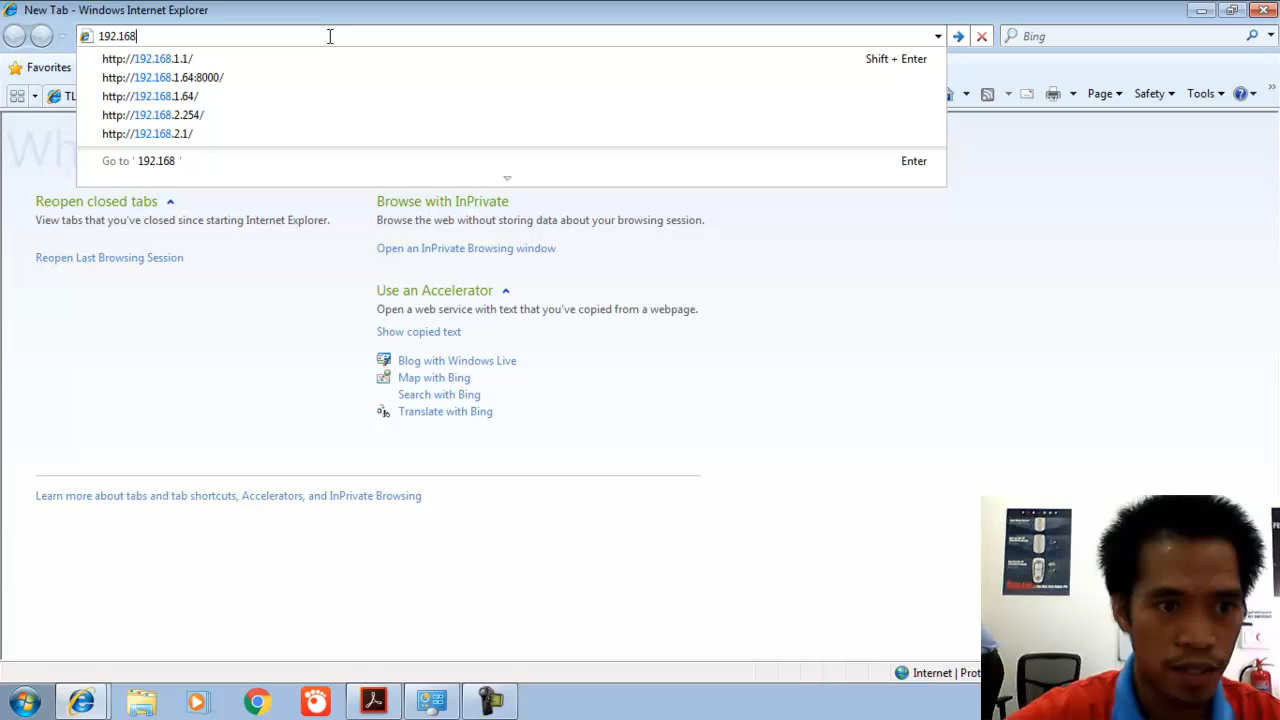 New Tab - Windows Internet Explorer
192.168
Bing
http://192.168.1.1/
Shift + Enter
http://192.168.1.64:8000/
http://192.168.1.64/
http://192.168.2.254/
http://192.168.2.1/
Go to ' 192.168 '
Enter
Favorites
TL
Page
Safety
Tools
Wh
Reopen closed tabs
View tabs that you've closed since starting Internet Explorer.
Reopen Last Browsing Session
Browse with InPrivate
Browse the web without storing data about your browsing session.
Open an InPrivate Browsing window
Use an Accelerator
Open a web service with text that you've copied from a webpage.
Show copied text
Blog with Windows Live
Map with Bing
Search with Bing
Translate with Bing
Learn more about tabs and tab shortcuts, Accelerators, and InPrivate Browsing
Internet | Prot